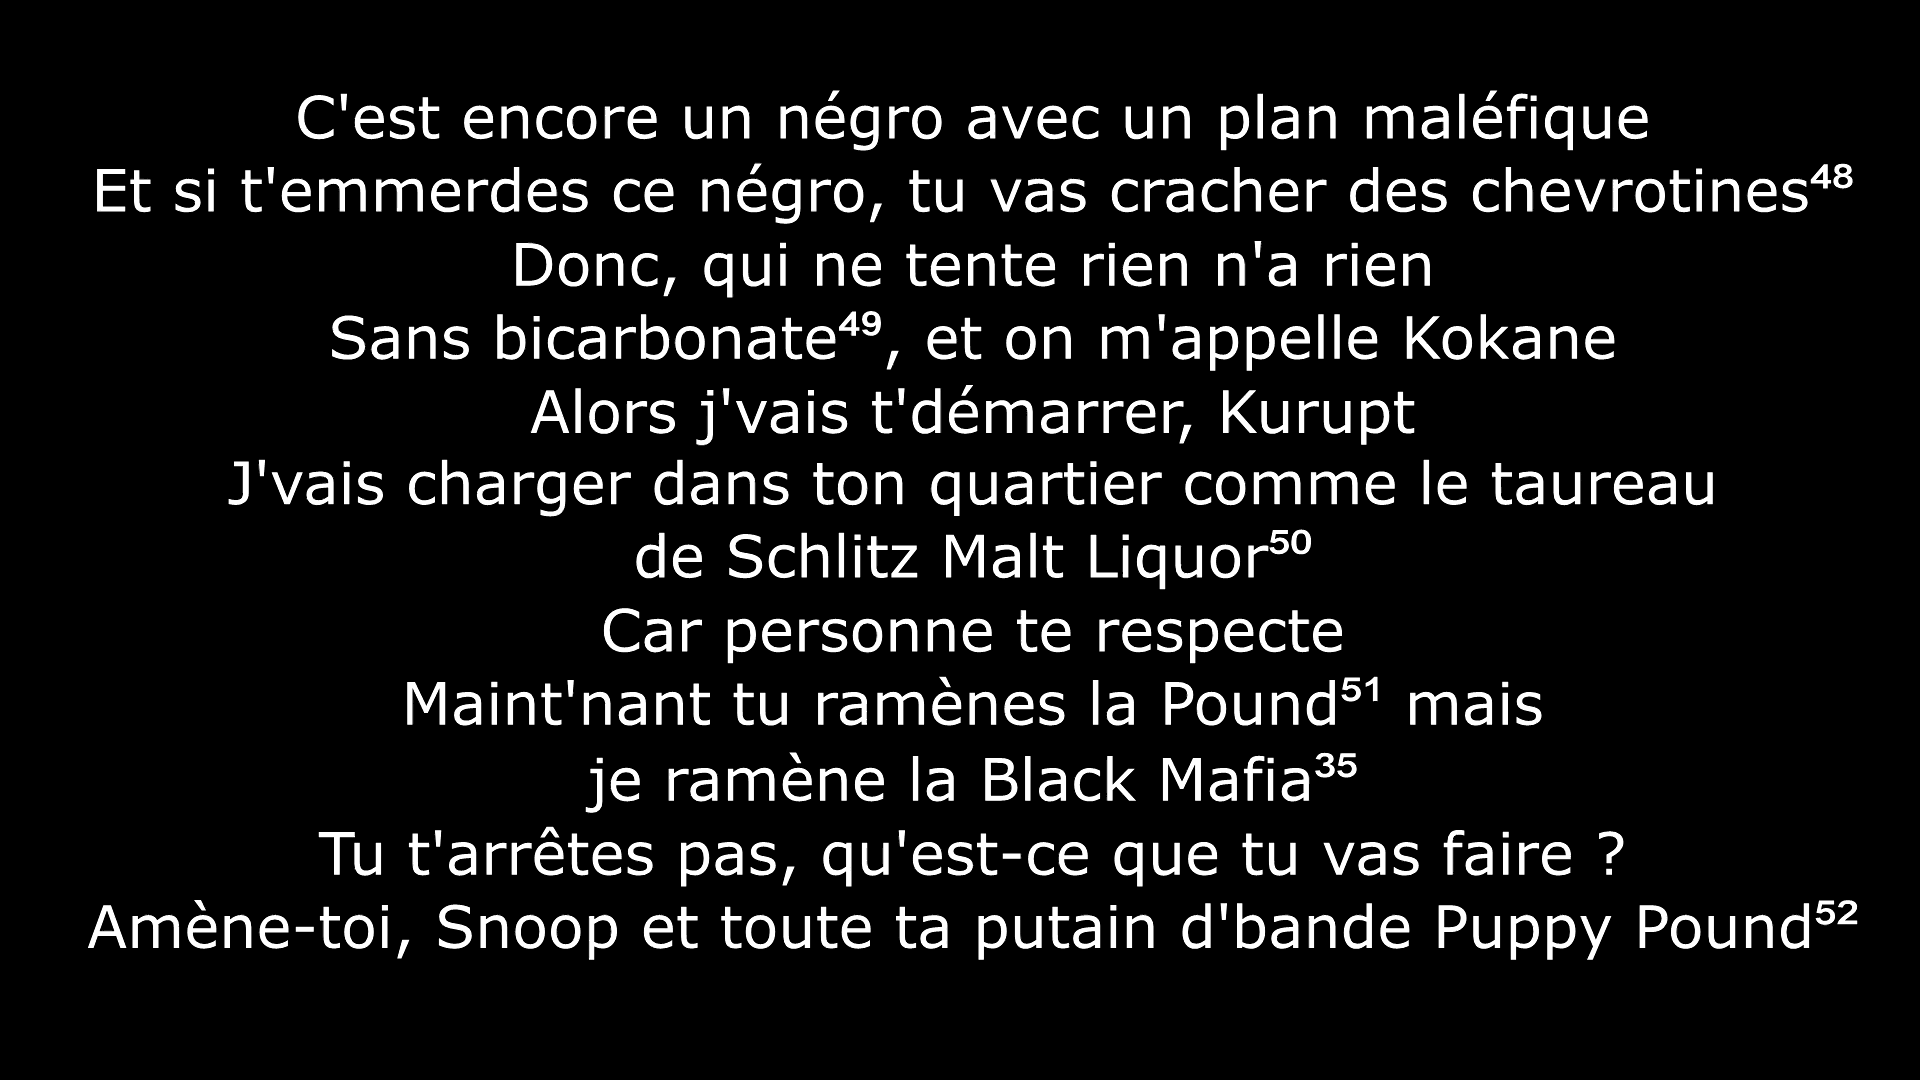 C'est encore un négro avec un plan maléfique
Et si t'emmerdes ce négro, tu vas cracher des chevrotines⁴⁸
Donc, qui ne tente rien n'a rien
Sans bicarbonate⁴⁹, et on m'appelle Kokane
Alors j'vais t'démarrer, Kurupt
J'vais charger dans ton quartier comme le taureau
de Schlitz Malt Liquor⁵⁰
Car personne te respecte
Maint'nant tu ramènes la Pound⁵¹ mais
je ramène la Black Mafia³⁵
Tu t'arrêtes pas, qu'est-ce que tu vas faire ?
Amène-toi, Snoop et toute ta putain d'bande Puppy Pound⁵²